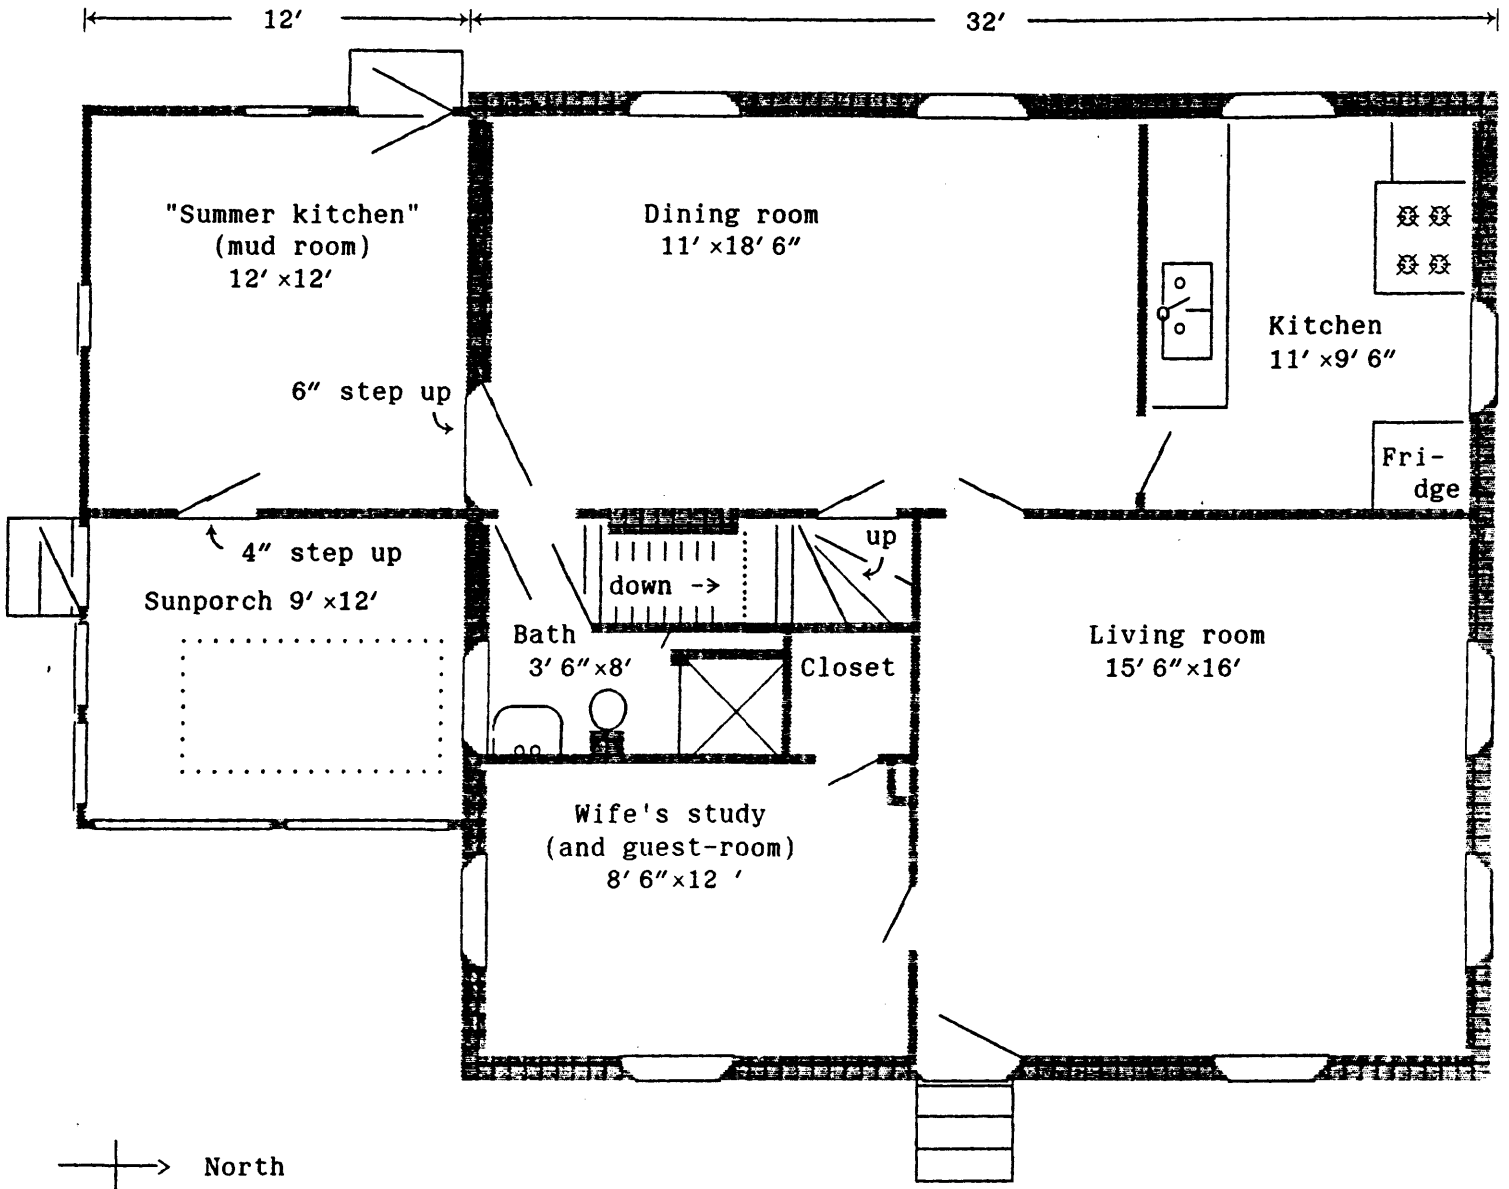 12′ 32′
"Summer kitchen"
(mud room)
12′×12′
Dining room
11′×18′6″
Kitchen
11′×9′6″
6″ step up
Fri-
dge
4″ step up
up
down →
Sunporch 9′×12′
Bath
3′6″×8′
Closet
Living room
15′6″×16′
Wife's study
(and guest-room)
8′6″×12 ′
North